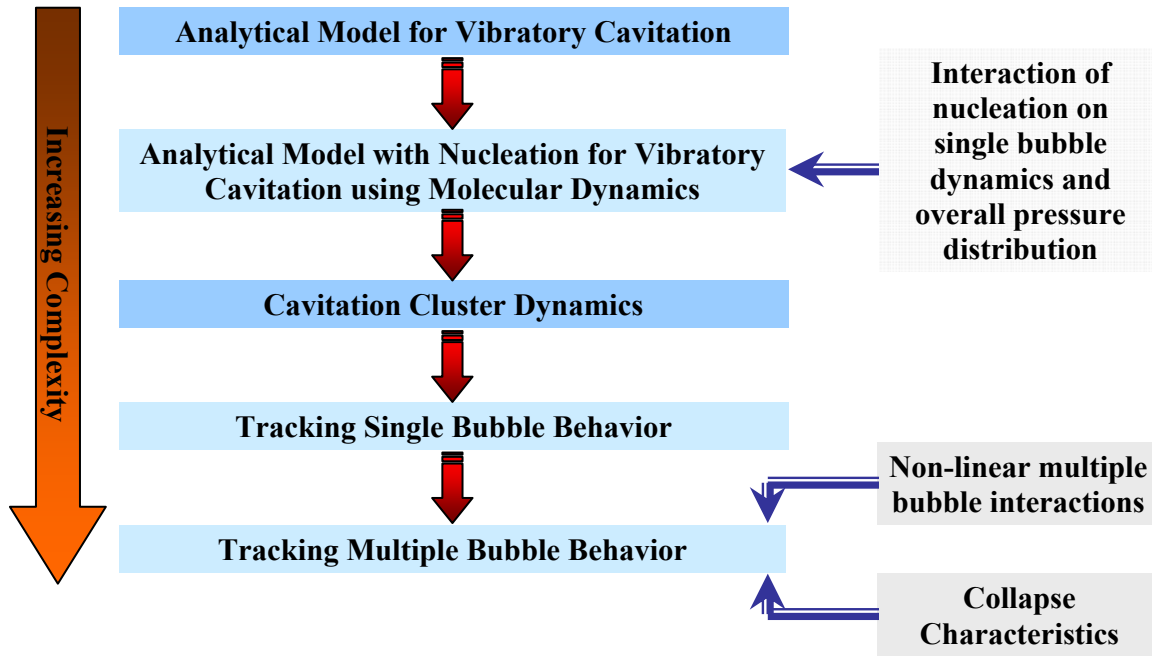 Analytical Model for Vibratory Cavitation
Increasing Complexity
Analytical Model with Nucleation for Vibratory
Cavitation using Molecular Dynamics
Interaction of
nucleation on
single bubble
dynamics and
overall pressure
distribution
Cavitation Cluster Dynamics
Tracking Single Bubble Behavior
Non-linear multiple
bubble interactions
Tracking Multiple Bubble Behavior
Collapse
Characteristics